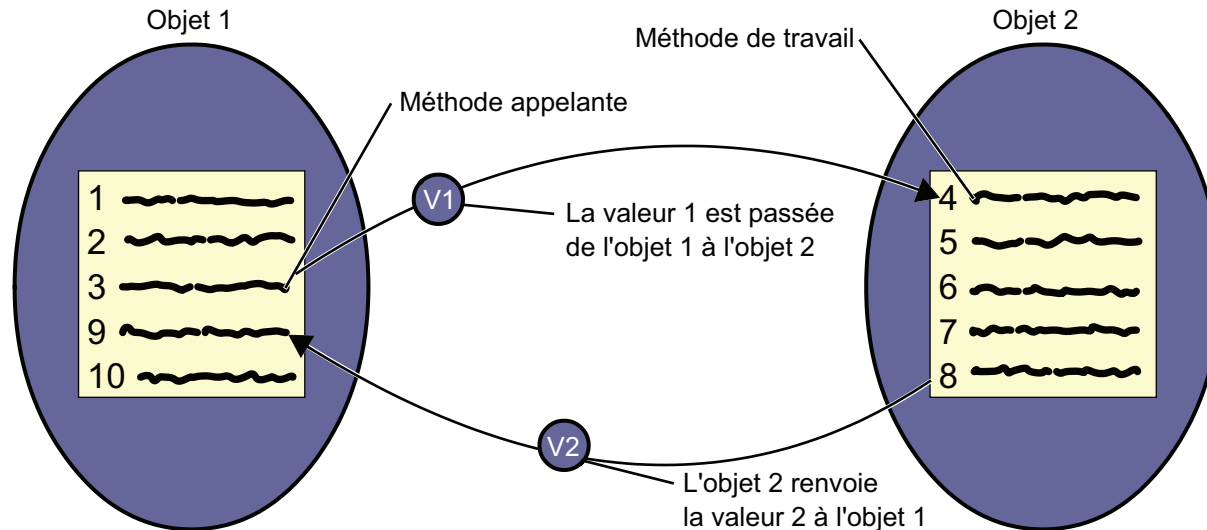 Objet 1
Objet 2
Méthode de travail
Méthode appelante
1
2
3
9
10
V1
La valeur 1 est passée
de l'objet 1 à l'objet 2
4
5
6
7
8
V2
L'objet 2 renvoie
la valeur 2 à l'objet 1